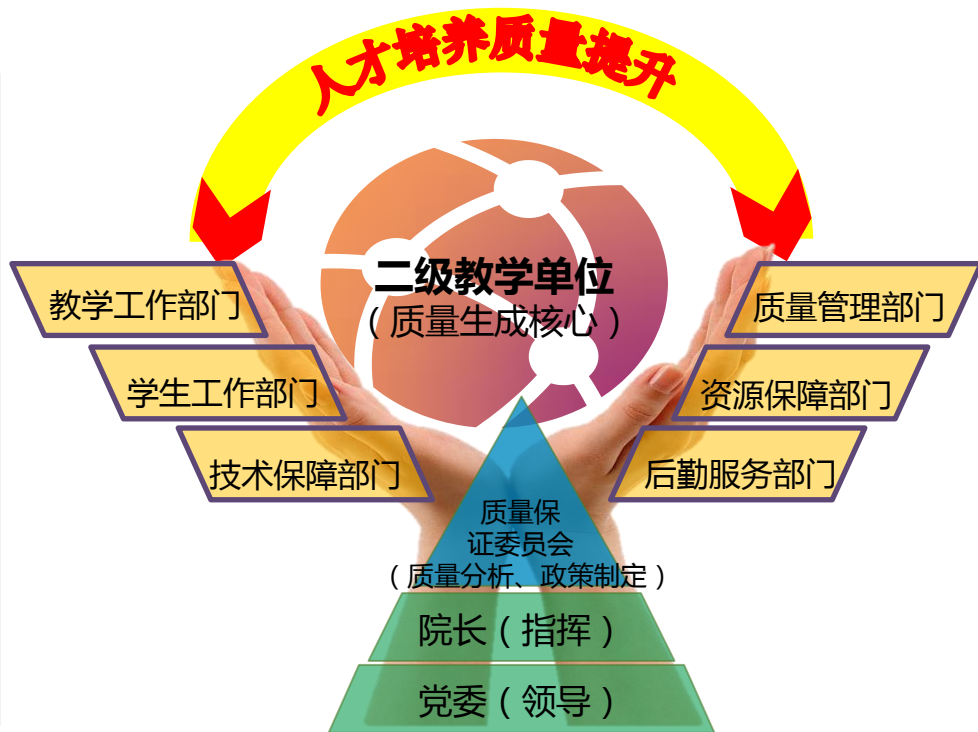 人才培养质量提升
二级教学单位
（质量生成核心）
教学工作部门
质量管理部门
学生工作部门
资源保障部门
技术保障部门
后勤服务部门
质量保
证委员会
（质量分析、政策制定）
院长（指挥）
党委（领导）